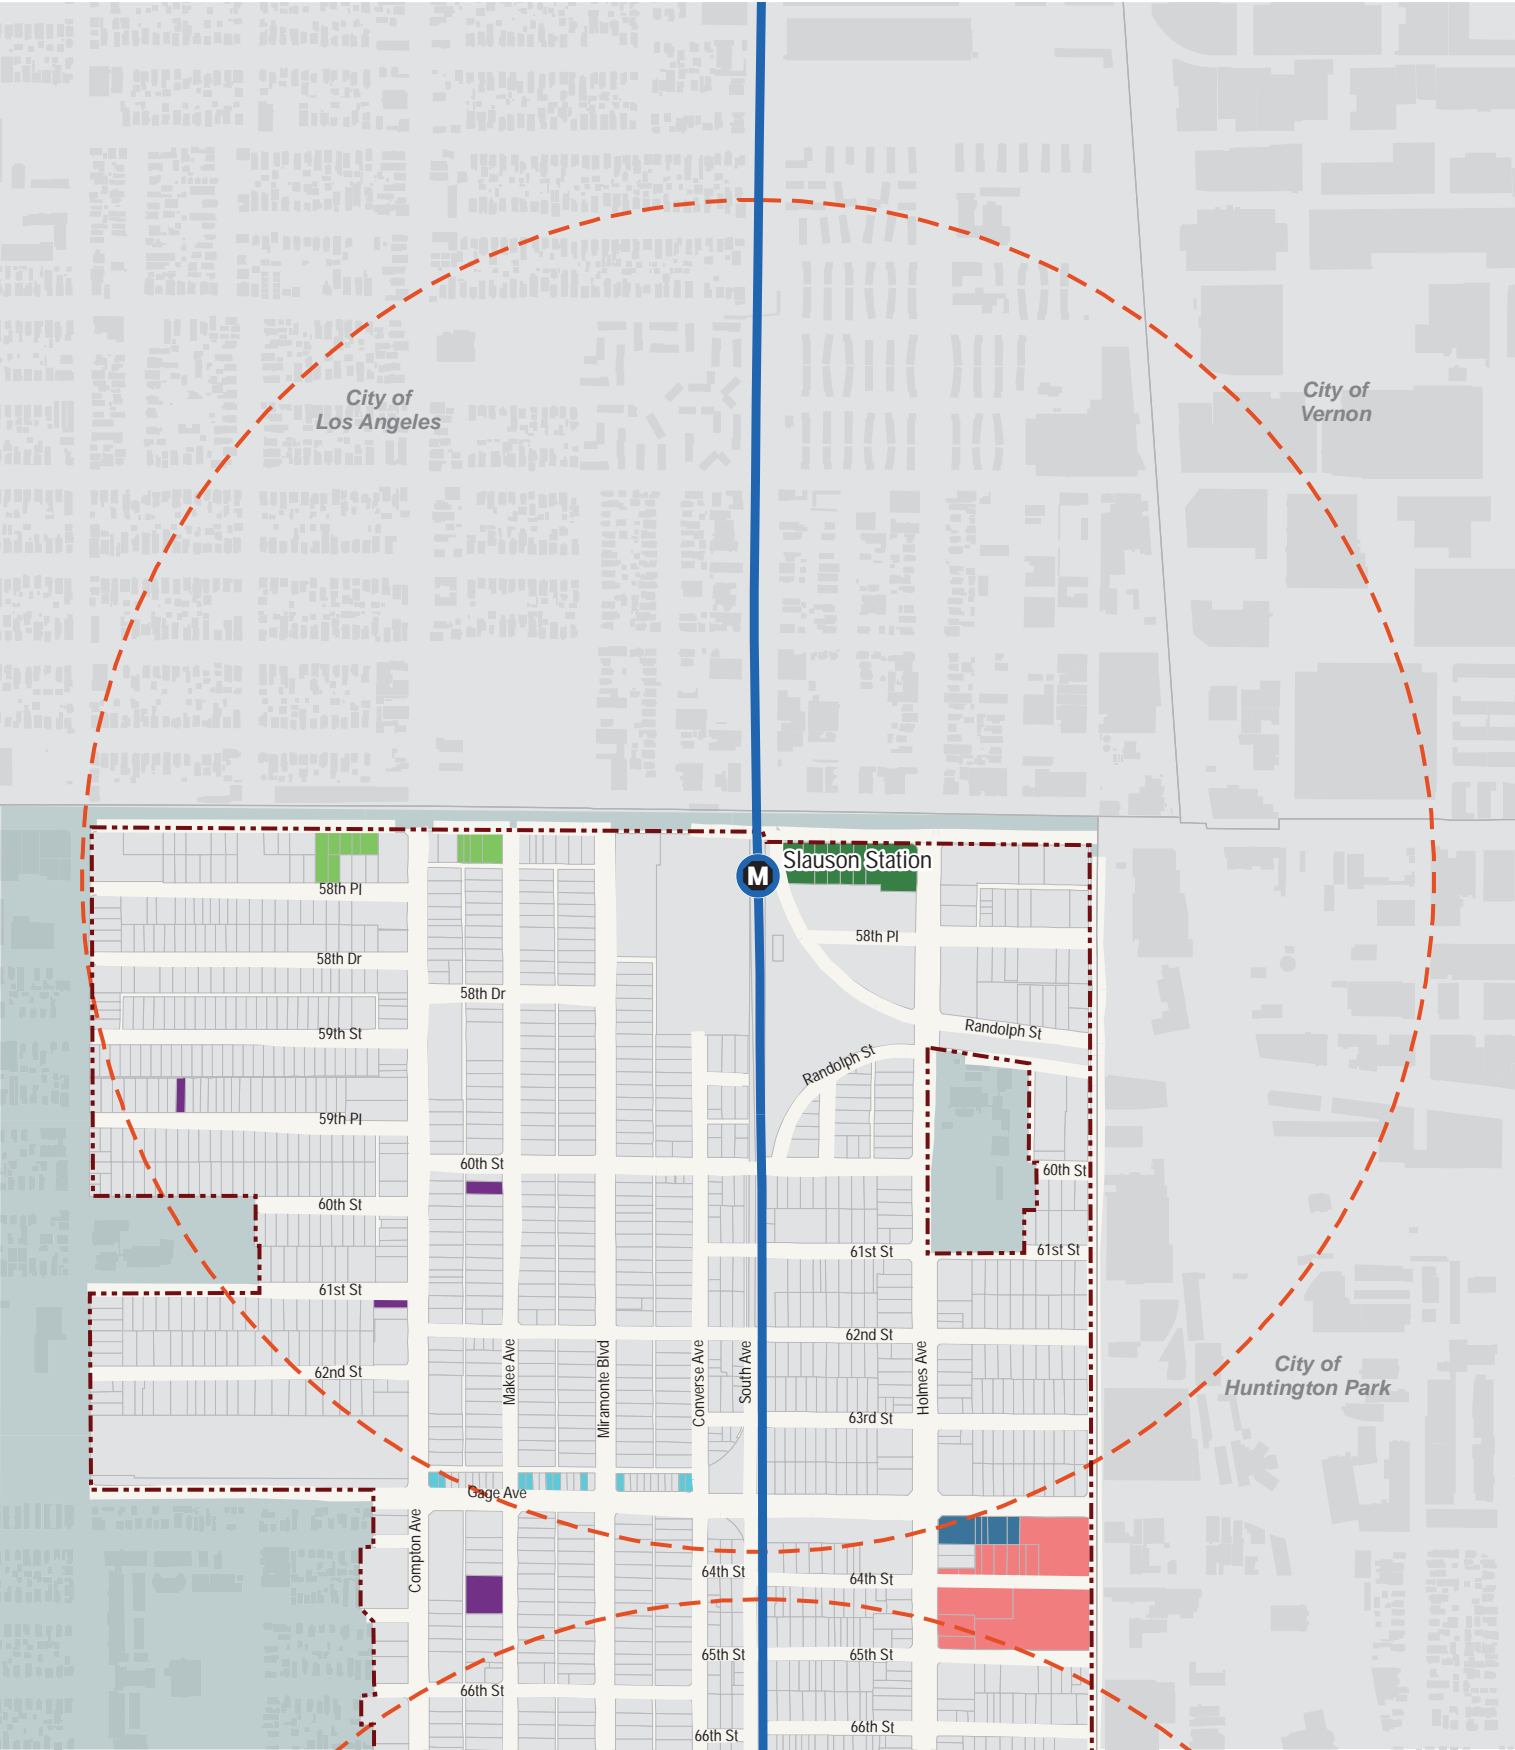 City of
Los Angeles
City of
Vernon
Slauson Station
M
58th Pl
58th Pl
58th Dr
58th Dr
59th St
Randolph St
Randolph St
59th Pl
60th St
60th St
60th St
61st St
61st St
61st St
62nd St
62nd St
Makee Ave
Miramonte Blvd
Converse Ave
South Ave
Holmes Ave
City of
Huntington Park
63rd St
Gage Ave
Compton Ave
64th St
64th St
65th St
65th St
66th St
66th St
66th St